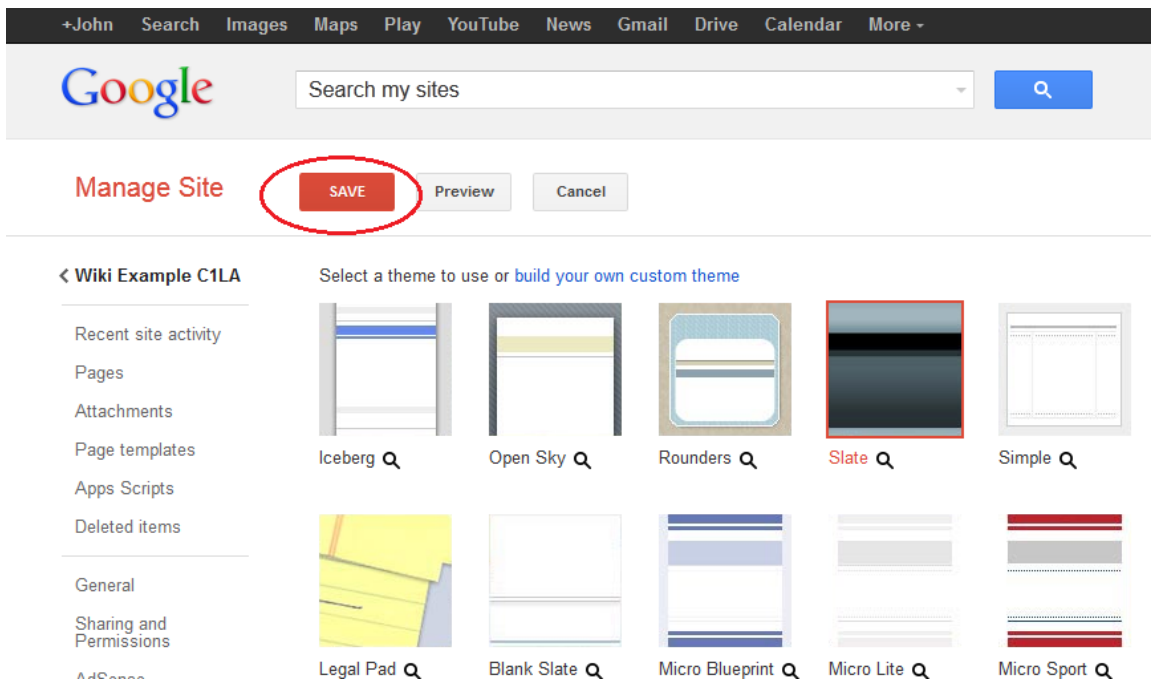 +John Search Images Maps Play YouTube News Gmail Drive Calendar More
Google
Search my sites
Manage Site SAVE Preview Cancel
Wiki Example C1LA
Select a theme to use or build your own custom theme
Recent site activity
Pages
Attachments
Page templates
Apps Scripts
Deleted items
General
Sharing and
Permissions
AdSense
Iceberg Open Sky Rounders Slate Simple
Legal Pad Blank Slate Micro Blueprint Micro Lite Micro Sport